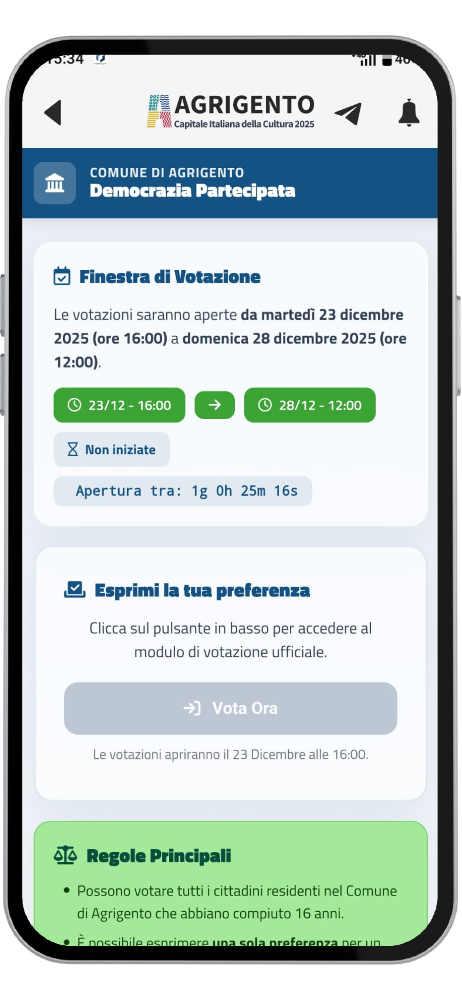 15:34
AGRIGENTO
Capitale Italiana della Cultura 2025
COMUNE DI AGRIGENTO
Democrazia Partecipata
Finestra di Votazione
Le votazioni saranno aperte da martedì 23 dicembre
2025 (ore 16:00) a domenica 28 dicembre 2025 (ore
12:00).
23/12 - 16:00 → 28/12 - 12:00
Non iniziate
Apertura tra: 1g 0h 25m 16s
Esprimi la tua preferenza
Clicca sul pulsante in basso per accedere al
modulo di votazione ufficiale.
Vota Ora
Le votazioni apriranno il 23 Dicembre alle 16:00.
Regole Principali
• Possono votare tutti i cittadini residenti nel Comune
di Agrigento che abbiano compiuto 16 anni.
• È possibile esprimere una sola preferenza per un